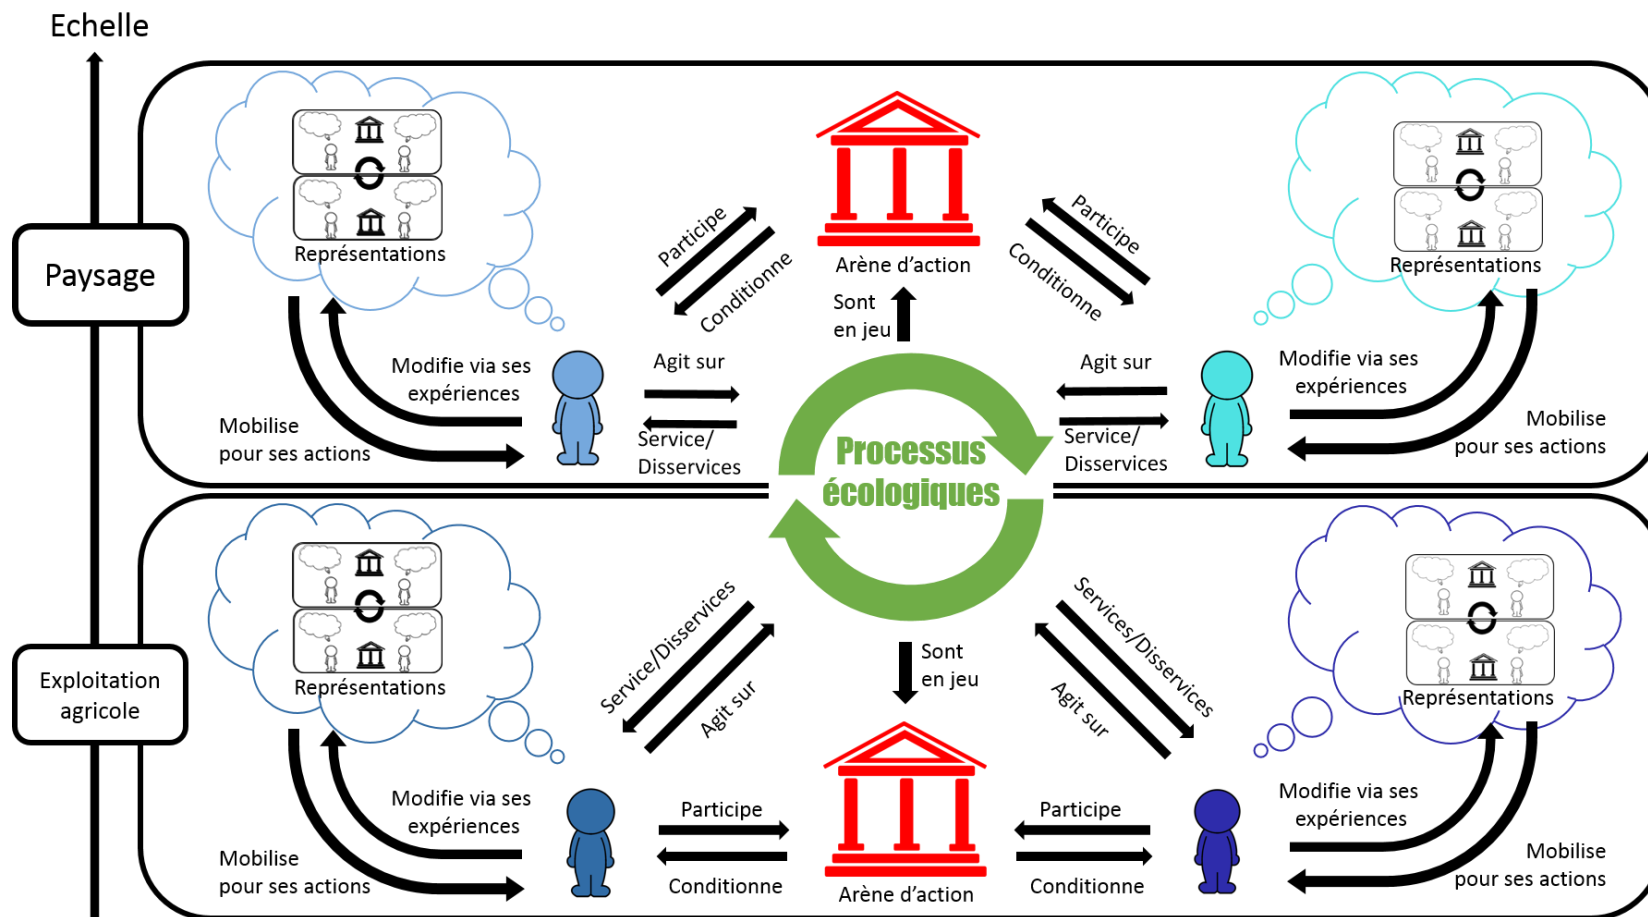 Echelle
Paysage
Représentations
Mobilise
pour ses actions
Modifie via ses
expériences
Participe
Conditionne
Agit sur
Service/
Disservices
Arène d'action
Sont
en jeu
Participe
Conditionne
Agit sur
Service/
Disservices
Représentations
Modifie via ses
expériences
Mobilise
pour ses actions
Processus
écologiques
Exploitation
agricole
Représentations
Mobilise
pour ses actions
Modifie via ses
expériences
Service/Disservices
Agit sur
Participe
Conditionne
Sont
en jeu
Arène d'action
Services/Disservices
Agit sur
Participe
Conditionne
Représentations
Modifie via ses
expériences
Mobilise
pour ses actions